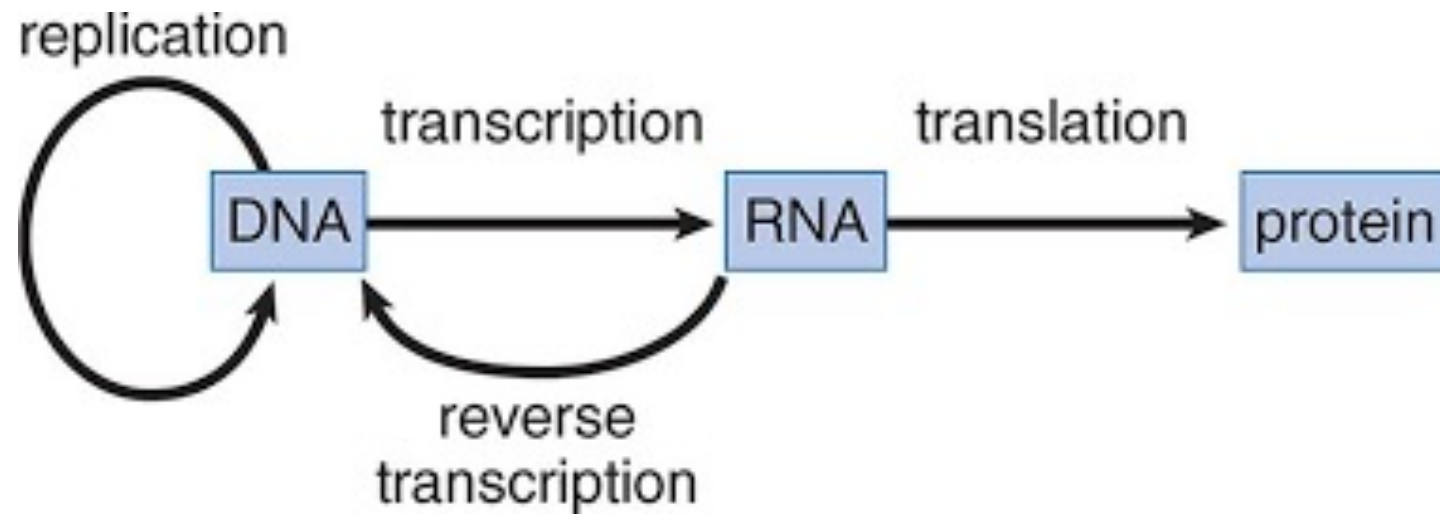 replication
transcription
translation
DNA
RNA
protein
reverse
transcription